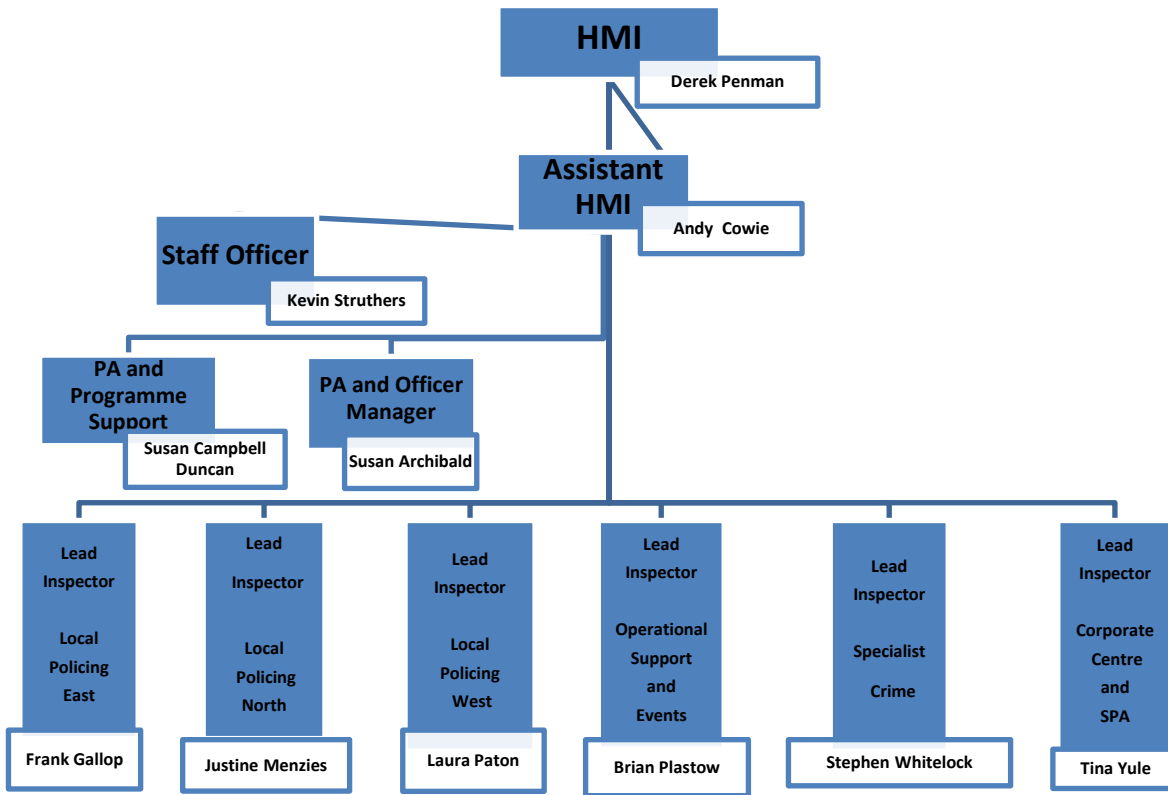 HMI
Derek Penman
Assistant
HMI
Andy Cowie
Staff Officer
Kevin Struthers
PA and
Programme
Support
Susan Campbell
Duncan
PA and Officer
Manager
Susan Archibald
Lead
Inspector
Local
Policing
East
Frank Gallop
Lead
Inspector
Local
Policing
North
Justine Menzies
Lead
Inspector
Local
Policing
West
Laura Paton
Lead
Inspector
Operational
Support
and
Events
Brian Plastow
Lead
Inspector
Specialist
Crime
Stephen Whitelock
Lead
Inspector
Corporate
Centre
and
SPA
Tina Yule